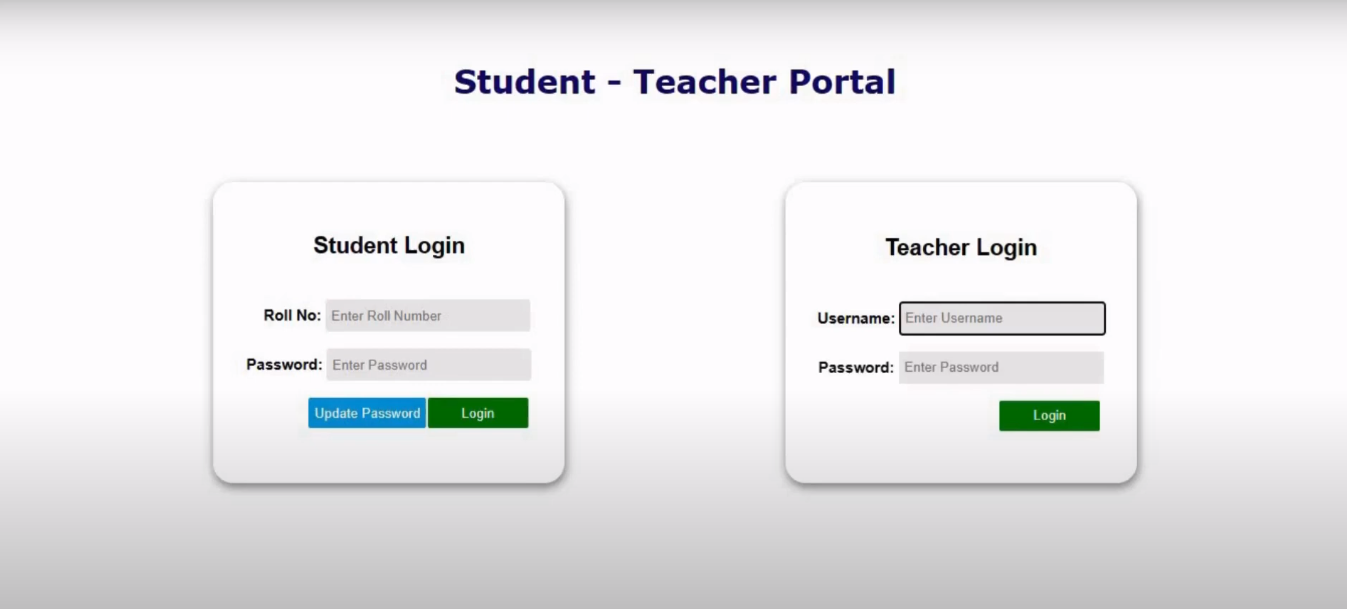 Student - Teacher Portal
Student Login
Roll No: Enter Roll Number
Password: Enter Password
Update Password Login
Teacher Login
Username: Enter Username
Password: Enter Password
Login